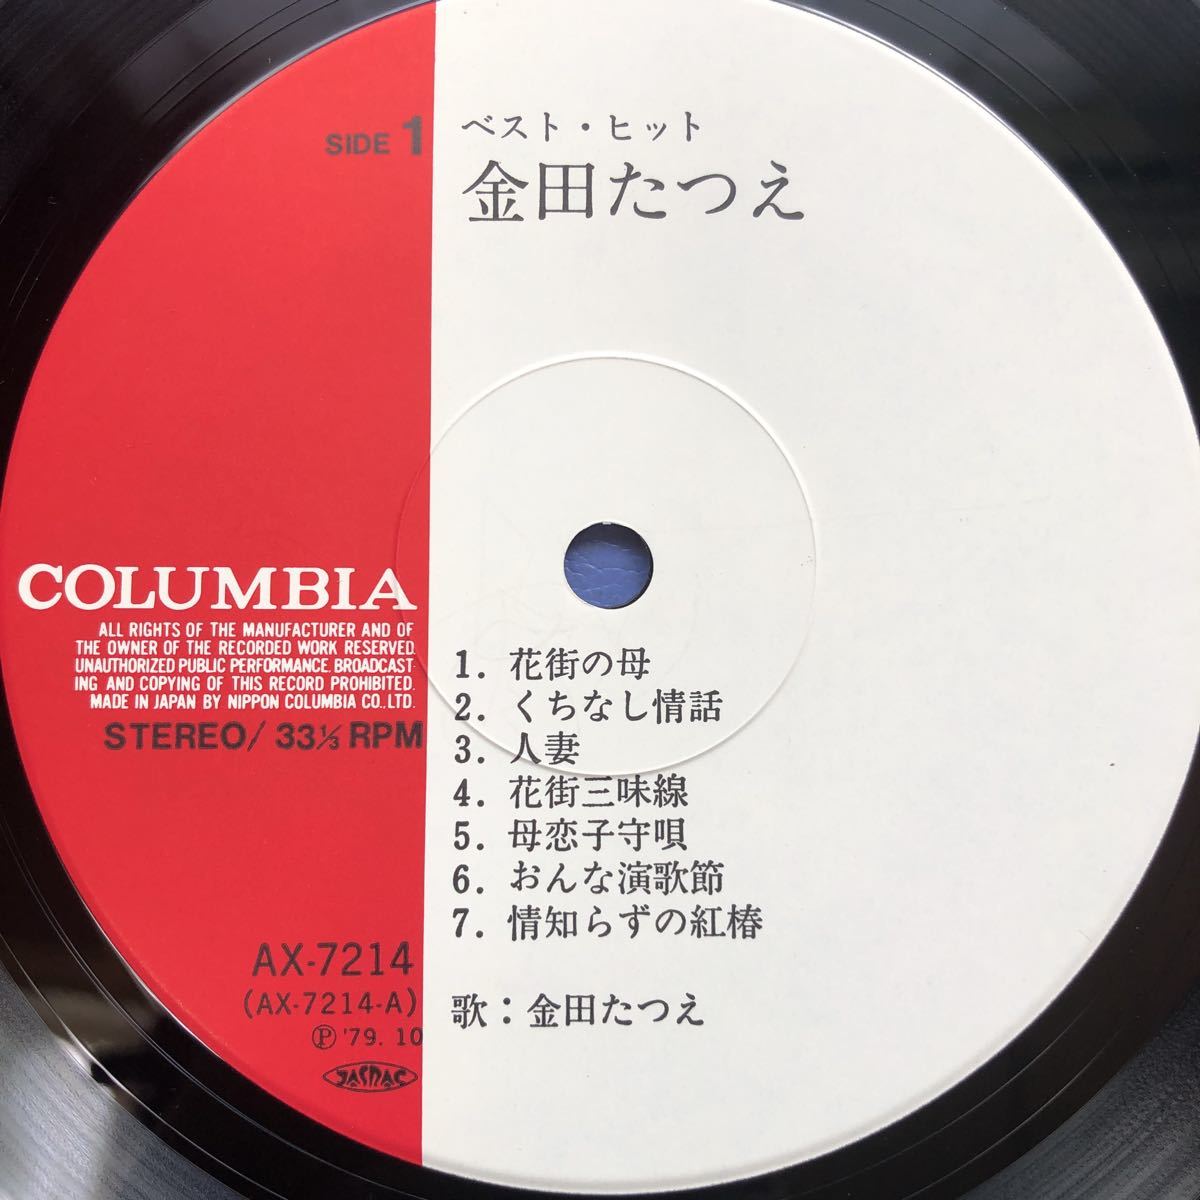 SIDE 1
ベスト・ヒット
金田たつえ
COLUMBIA
ALL RIGHTS OF THE MANUFACTURER AND OF
THE OWNER OF THE RECORDED WORK RESERVED.
UNAUTHORIZED PUBLIC PERFORMANCE. BROADCAST-
ING AND COPYING OF THIS RECORD PROHIBITED.
MADE IN JAPAN BY NIPPON COLUMBIA CO.,LTD.
STEREO/ 33⅓ RPM
1. 花街の母
2. くちなし情話
3. 人妻
4. 花街三味線
5. 母恋子守唄
6. おんな演歌節
7. 情知らずの紅椿
AX-7214
(AX-7214-A)
Ⓟ '79. 10
JASRAC
歌：金田たつえ